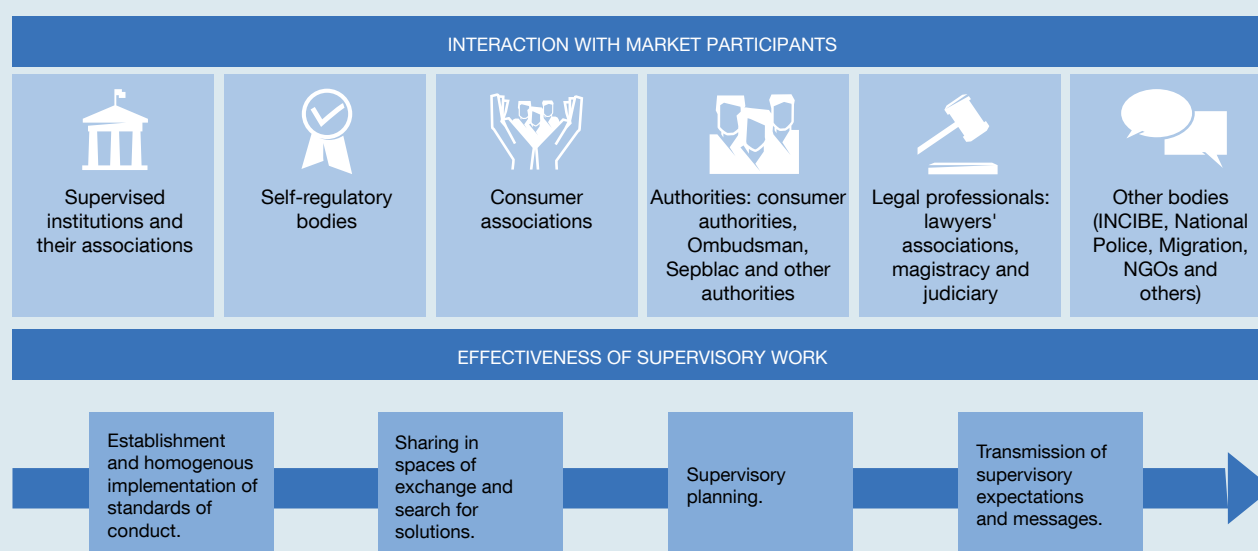 INTERACTION WITH MARKET PARTICIPANTS
Supervised
institutions and
their associations
Self-regulatory
bodies
Consumer
associations
Authorities: consumer
authorities,
Ombudsman,
Sepblac and other
authorities
Legal professionals:
lawyers'
associations,
magistracy and
judiciary
Other bodies
(INCIBE, National
Police, Migration,
NGOs and
others)
EFFECTIVENESS OF SUPERVISORY WORK
Establishment
and homogenous
implementation of
standards of
conduct.
Sharing in
spaces of
exchange and
search for
solutions.
Supervisory
planning.
Transmission of
supervisory
expectations
and messages.